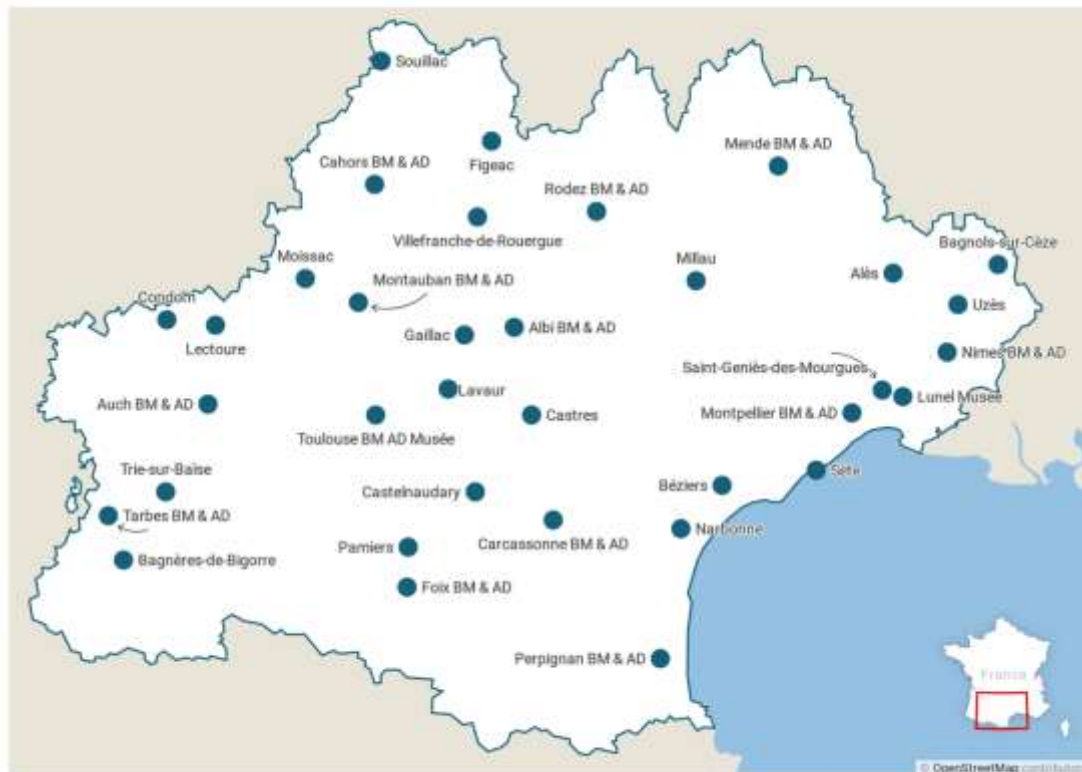 Souillac
Figeac
Cahors BM & AD
Mende BM & AD
Rodez BM & AD
Villefranche-de-Rouergue
Bagnols-sur-Cèze
Moissac
Montauban BM & AD
Millau
Alès
Condom
Uzès
Lectoure
Gaillac
Albi BM & AD
Nîmes BM & AD
Saint-Geniès-des-Mourgues
Lavaur
Lunel Musée
Auch BM & AD
Castres
Montpellier BM & AD
Toulouse BM AD Musée
Trie-sur-Baïse
Castelnaudary
Béziers
Sète
Tarbes BM & AD
Narbonne
Carcassonne BM & AD
Pamiers
Bagnères-de-Bigorre
Foix BM & AD
Perpignan BM & AD
France
© OpenStreetMap contributors